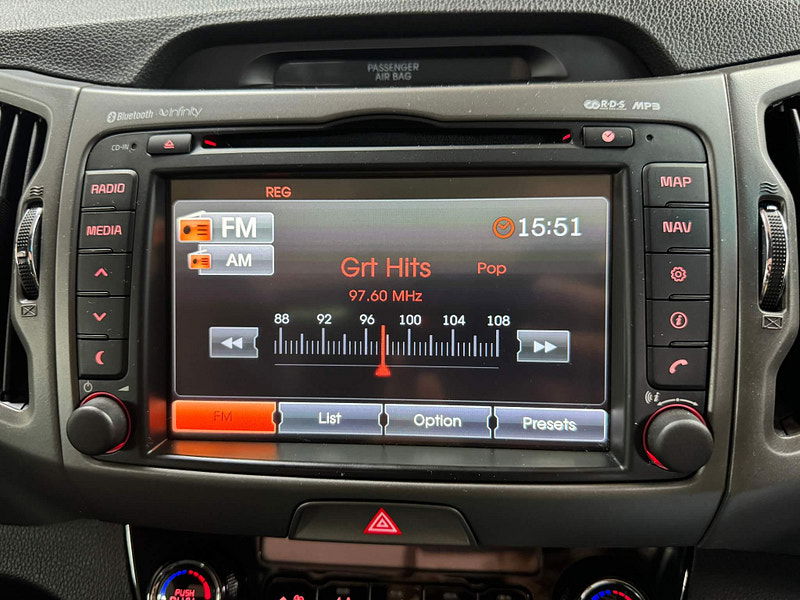 PASSENGER
AIR BAG
Bluetooth infinity
R·D·S MP3
CD-IN
RADIO
MEDIA
MAP
NAV
REG
FM
AM
15:51
Grt Hits Pop
97.60 MHz
88 92 96 100 104 108
FM List Option Presets
PUSH